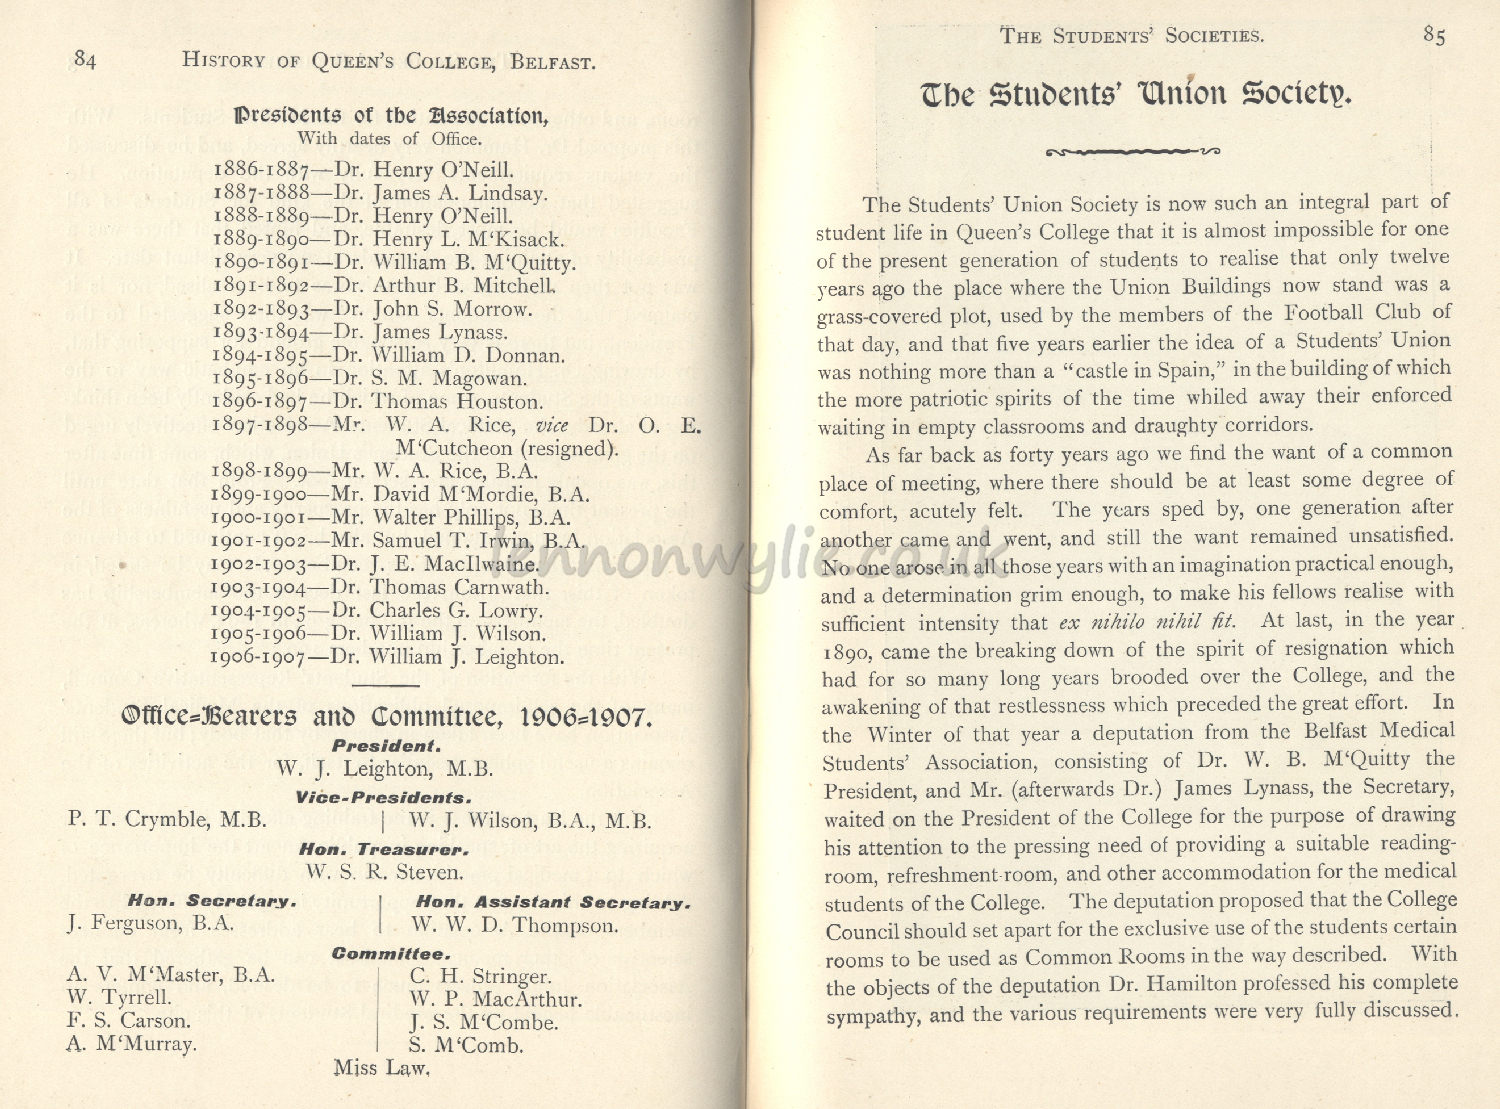 84 HISTORY OF QUEEN'S COLLEGE, BELFAST.
Presidents of the Association,
With dates of Office.
1886-1887—Dr. Henry O'Neill.
1887-1888—Dr. James A. Lindsay.
1888-1889—Dr. Henry O'Neill.
1889-1890—Dr. Henry L. M'Kisack.
1890-1891—Dr. William B. M'Quitty.
1891-1892—Dr. Arthur B. Mitchell.
1892-1893—Dr. John S. Morrow.
1893-1894—Dr. James Lynass.
1894-1895—Dr. William D. Donnan.
1895-1896—Dr. S. M. Magowan.
1896-1897—Dr. Thomas Houston.
1897-1898—Mr. W. A. Rice, vice Dr. O. E.
M'Cutcheon (resigned).
1898-1899—Mr. W. A. Rice, B.A.
1899-1900—Mr. David M'Mordie, B.A.
1900-1901—Mr. Walter Phillips, B.A.
1901-1902—Mr. Samuel T. Irwin, B.A.
1902-1903—Dr. J. E. MacIlwaine.
1903-1904—Dr. Thomas Carnwath.
1904-1905—Dr. Charles G. Lowry.
1905-1906—Dr. William J. Wilson.
1906-1907—Dr. William J. Leighton.
Office-Bearers and Committee, 1906-1907.
President.
W. J. Leighton, M.B.
Vice-Presidents.
P. T. Crymble, M.B. | W. J. Wilson, B.A., M.B.
Hon. Treasurer.
W. S. R. Steven.
Hon. Secretary. | Hon. Assistant Secretary.
J. Ferguson, B.A. | W. W. D. Thompson.
Committee.
A. V. M'Master, B.A. | C. H. Stringer.
W. Tyrrell. | W. P. MacArthur.
F. S. Carson. | J. S. M'Combe.
A. M'Murray. | S. M'Comb.
Miss Law.
THE STUDENTS' SOCIETIES. 85
The Students' Union Society.
The Students' Union Society is now such an integral part of
student life in Queen's College that it is almost impossible for one
of the present generation of students to realise that only twelve
years ago the place where the Union Buildings now stand was a
grass-covered plot, used by the members of the Football Club of
that day, and that five years earlier the idea of a Students' Union
was nothing more than a "castle in Spain," in the building of which
the more patriotic spirits of the time whiled away their enforced
waiting in empty classrooms and draughty corridors.
As far back as forty years ago we find the want of a common
place of meeting, where there should be at least some degree of
comfort, acutely felt. The years sped by, one generation after
another came and went, and still the want remained unsatisfied.
No one arose in all those years with an imagination practical enough,
and a determination grim enough, to make his fellows realise with
sufficient intensity that ex nihilo nihil fit. At last, in the year
1890, came the breaking down of the spirit of resignation which
had for so many long years brooded over the College, and the
awakening of that restlessness which preceded the great effort. In
the Winter of that year a deputation from the Belfast Medical
Students' Association, consisting of Dr. W. B. M'Quitty the
President, and Mr. (afterwards Dr.) James Lynass, the Secretary,
waited on the President of the College for the purpose of drawing
his attention to the pressing need of providing a suitable reading-
room, refreshment-room, and other accommodation for the medical
students of the College. The deputation proposed that the College
Council should set apart for the exclusive use of the students certain
rooms to be used as Common Rooms in the way described. With
the objects of the deputation Dr. Hamilton professed his complete
sympathy, and the various requirements were very fully discussed.
lennonwylie.co.uk